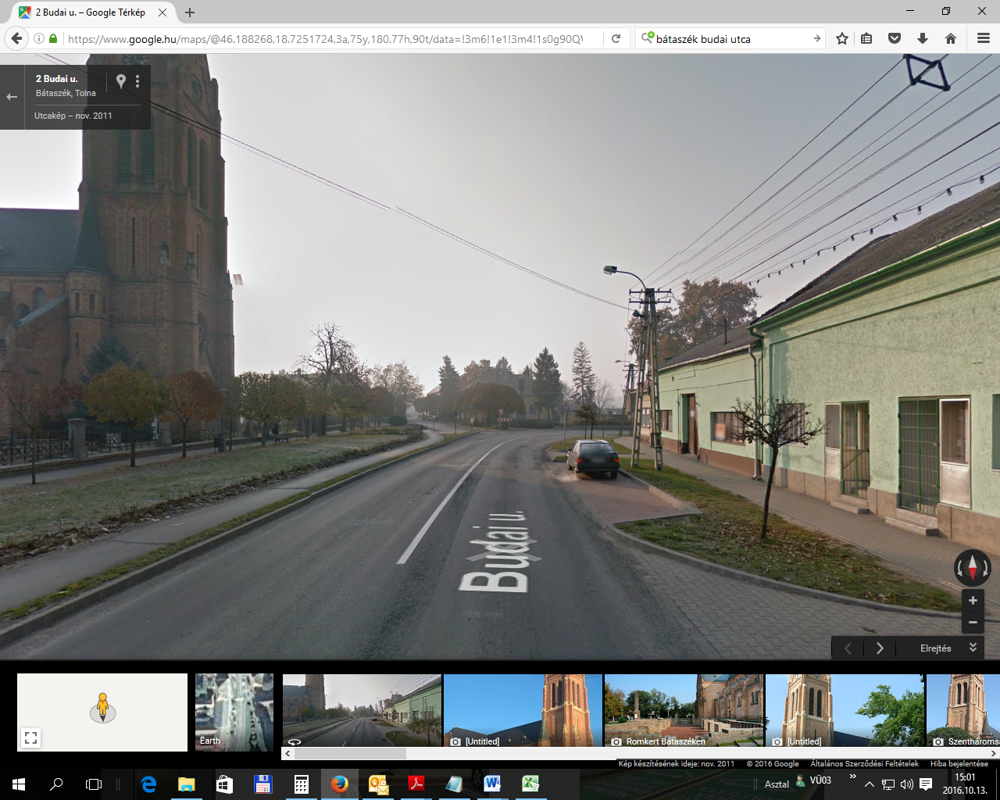 2 Budai u. – Google Térkép
https://www.google.hu/maps/@46.188268,18.7251724,3a,75y,180.77h,90t/data=!3m6!1e1!3m4!1s0g90QV
bátaszék budai utca
2 Budai u.
Bátaszék, Tolna
Utcakép – nov. 2011
Budai u.
Elrejtés
Earth
[Untitled]
Romkert Bátaszéken
[Untitled]
Szentháromsá
Kép készítésének ideje: nov. 2011
© 2016 Google
Általános Szerződési Feltételek
Hiba bejelentése
Asztal
VÜ03
15:01
2016.10.13.